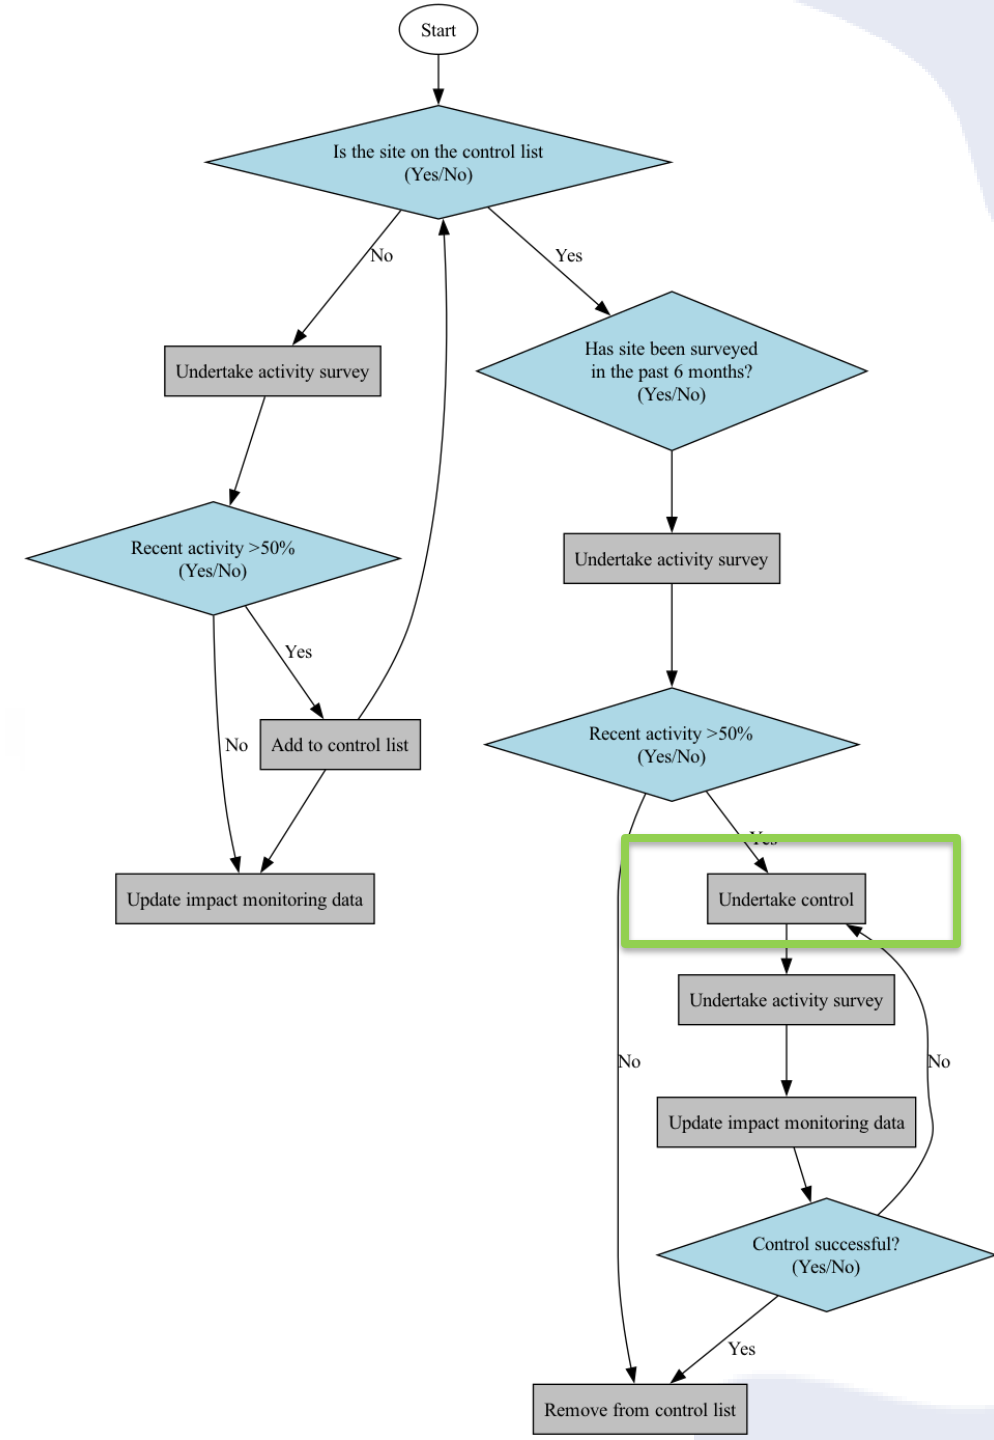 Start
Is the site on the control list
(Yes/No)
No
Yes
Undertake activity survey
Has site been surveyed
in the past 6 months?
(Yes/No)
Recent activity >50%
(Yes/No)
Undertake activity survey
Yes
No
Add to control list
Recent activity >50%
(Yes/No)
Yes
Update impact monitoring data
Undertake control
Undertake activity survey
No
No
Update impact monitoring data
Control successful?
(Yes/No)
Yes
Remove from control list